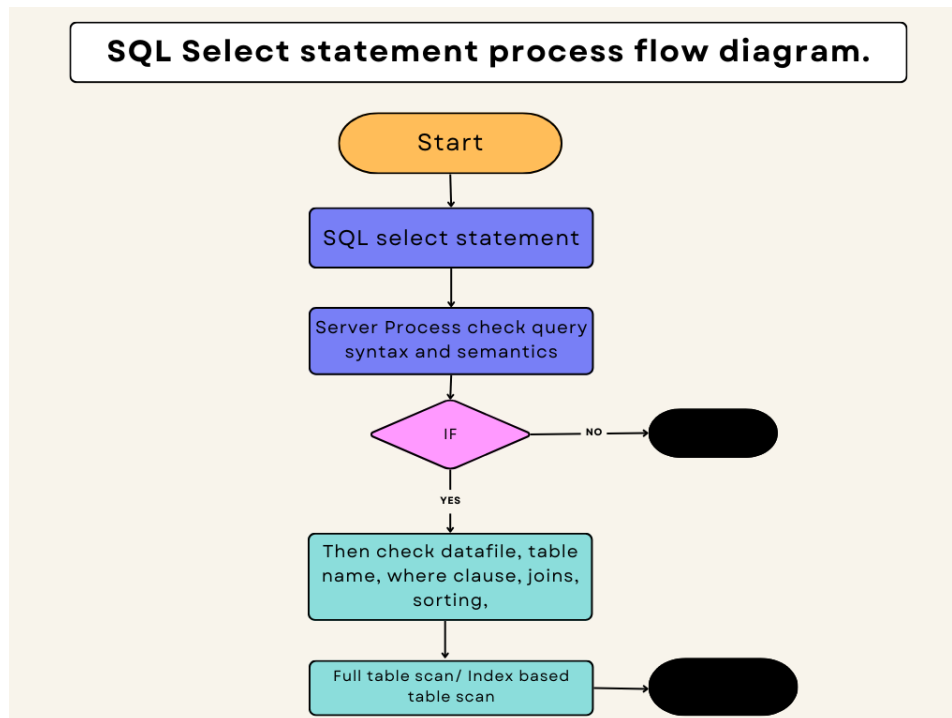 SQL Select statement process flow diagram.
Start
SQL select statement
Server Process check query
syntax and semantics
IF
NO
YES
Then check datafile, table
name, where clause, joins,
sorting,
Full table scan/ Index based
table scan